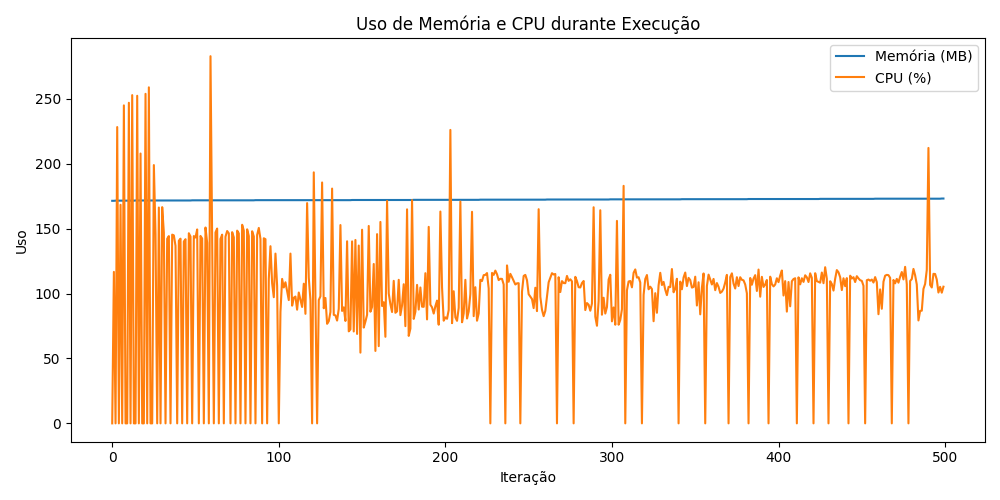 Uso de Memória e CPU durante Execução
Memória (MB)
CPU (%)
Uso
250
200
150
100
50
0
0 100 200 300 400 500
Iteração